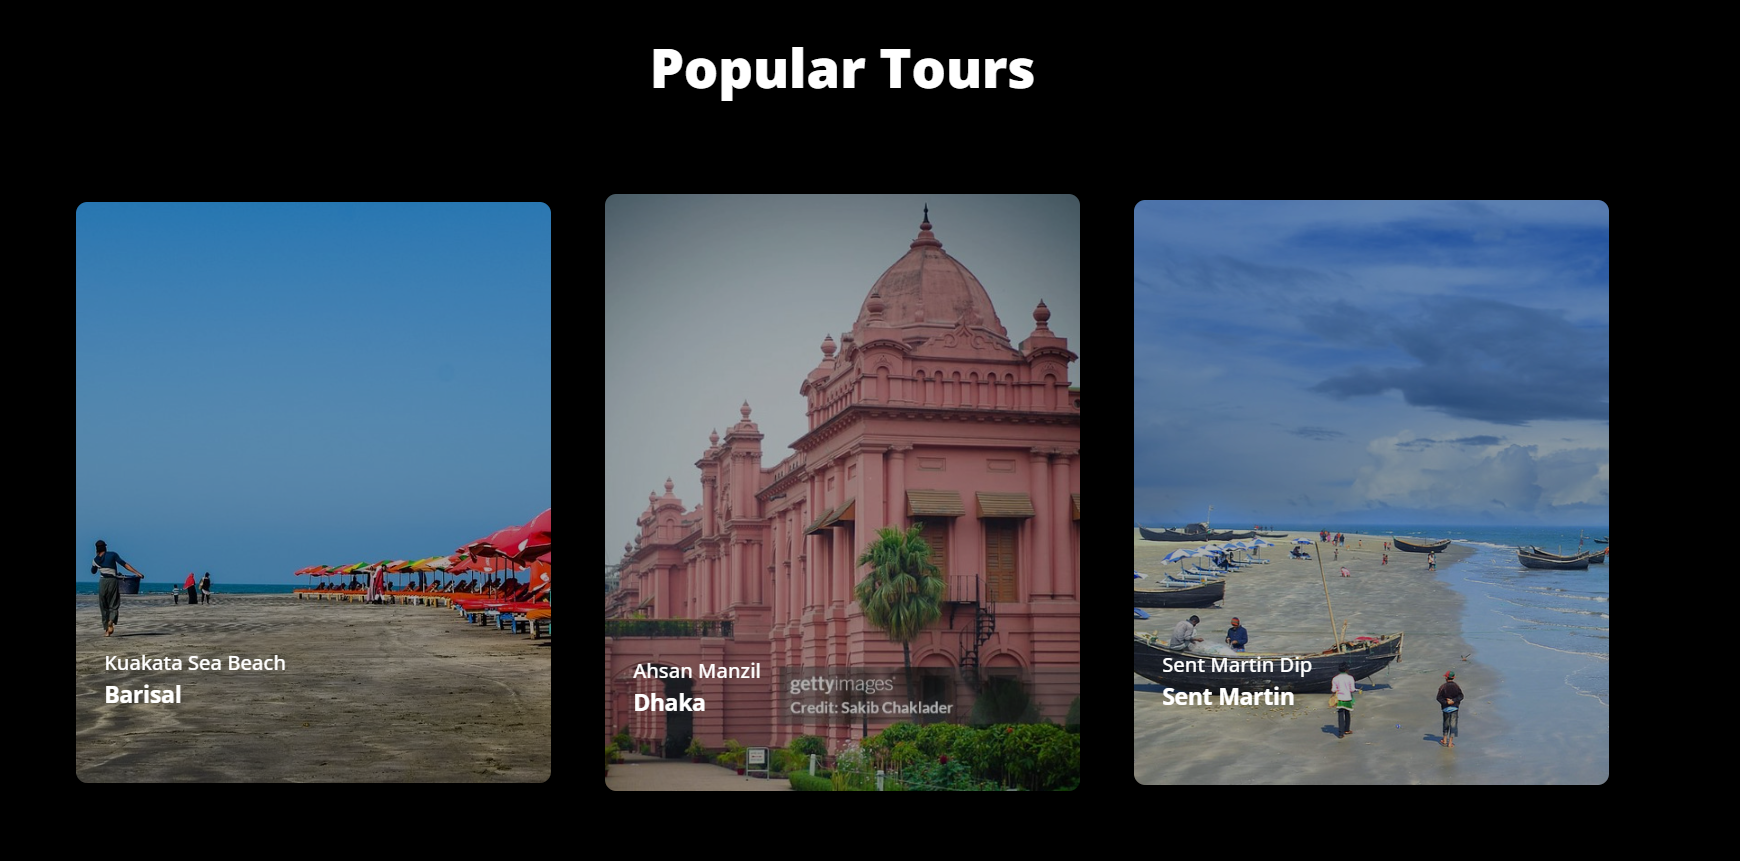 Popular Tours
Kuakata Sea Beach
Barisal
Ahsan Manzil
Dhaka
gettyimages
Credit: Sakib Chaklader
Sent Martin Dip
Sent Martin